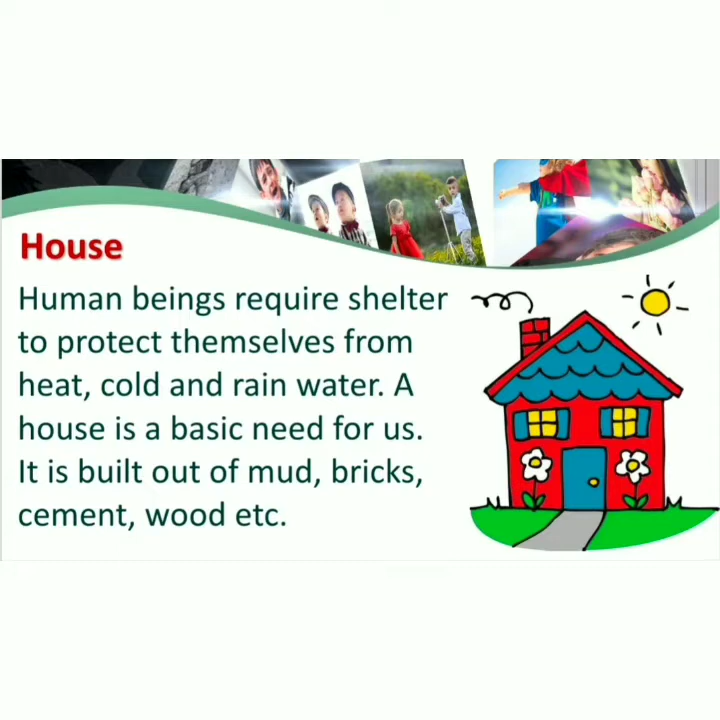 House
Human beings require shelter
to protect themselves from
heat, cold and rain water. A
house is a basic need for us.
It is built out of mud, bricks,
cement, wood etc.